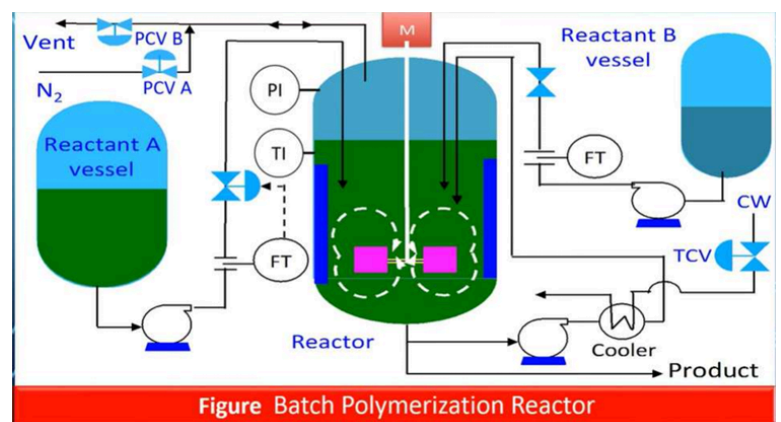 M
Vent
PCV B
N2
PCV A
Reactant A
vessel
PI
TI
FT
Reactor
Reactant B
vessel
FT
CW
TCV
Cooler
Product
Figure Batch Polymerization Reactor